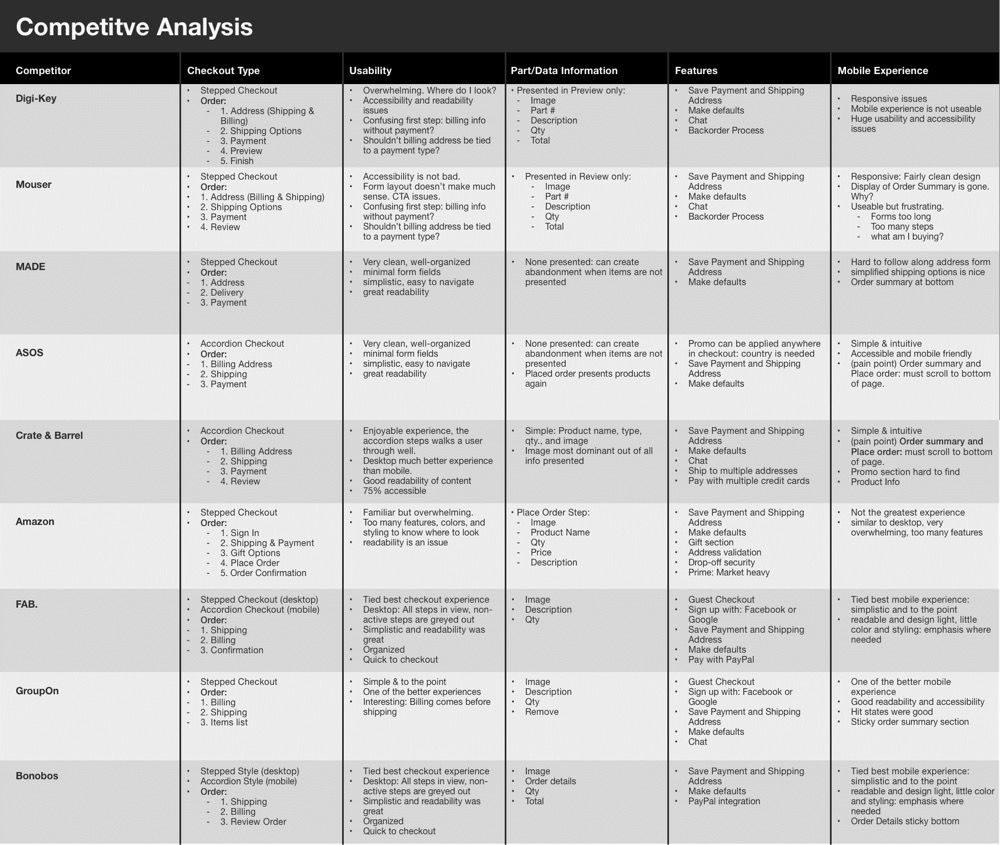 Competitve Analysis
Competitor
Checkout Type
Usability
Part/Data Information
Features
Mobile Experience
Digi-Key
• Stepped Checkout
• Order:
- 1. Address (Shipping &
Billing)
- 2. Shipping Options
- 3. Payment
- 4. Preview
- 5. Finish
• Overwhelming. Where do I look?
• Accessibility and readability
issues
• Confusing first step: billing info
without payment?
• Shouldn't billing address be tied
to a payment type?
• Presented in Preview only:
- Image
- Part #
- Description
- Qty
- Total
• Save Payment and Shipping
Address
• Make defaults
• Chat
• Backorder Process
• Responsive issues
• Mobile experience is not useable
• Huge usability and accessibility
issues
Mouser
• Stepped Checkout
• Order:
- 1. Address (Billing & Shipping)
- 2. Shipping Options
- 3. Payment
- 4. Review
• Accessibility is not bad.
• Form layout doesn't make much
sense. CTA issues.
• Confusing first step: billing info
without payment?
• Shouldn't billing address be tied
to a payment type?
• Presented in Review only:
- Image
- Part #
- Description
- Qty
- Total
• Save Payment and Shipping
Address
• Make defaults
• Chat
• Backorder Process
• Responsive: Fairly clean design
• Display of Order Summary is gone.
Why?
• Useable but frustrating.
- Forms too long
- Too many steps
- what am I buying?
MADE
• Stepped Checkout
• Order:
- 1. Address
- 2. Delivery
- 3. Payment
• Very clean, well-organized
• minimal form fields
• simplistic, easy to navigate
• great readability
• None presented: can create
abandonment when items are not
presented
• Save Payment and Shipping
Address
• Make defaults
• Hard to follow along address form
• simplified shipping options is nice
• Order summary at bottom
ASOS
• Accordion Checkout
• Order:
- 1. Billing Address
- 2. Shipping
- 3. Payment
• Very clean, well-organized
• minimal form fields
• simplistic, easy to navigate
• great readability
• None presented: can create
abandonment when items are not
presented
• Placed order presents products
again
• Promo can be applied anywhere
in checkout: country is needed
• Save Payment and Shipping
Address
• Make defaults
• Simple & intuitive
• Accessible and mobile friendly
• (pain point) Order summary and
Place order: must scroll to bottom
of page.
Crate & Barrel
• Accordion Checkout
• Order:
- 1. Billing Address
- 2. Shipping
- 3. Payment
- 4. Review
• Enjoyable experience, the
accordion steps walks a user
through well.
• Desktop much better experience
than mobile.
• Good readability of content
• 75% accessible
• Simple: Product name, type,
qty., and image
• Image most dominant out of all
info presented
• Save Payment and Shipping
Address
• Make defaults
• Chat
• Ship to multiple addresses
• Pay with multiple credit cards
• Simple & intuitive
• (pain point) Order summary and
Place order: must scroll to bottom
of page.
• Promo section hard to find
• Product Info
Amazon
• Stepped Checkout
• Order:
- 1. Sign In
- 2. Shipping & Payment
- 3. Gift Options
- 4. Place Order
- 5. Order Confirmation
• Familiar but overwhelming.
• Too many features, colors, and
styling to know where to look
• readability is an issue
• Place Order Step:
- Image
- Product Name
- Qty
- Price
- Description
• Save Payment and Shipping
Address
• Make defaults
• Gift section
• Address validation
• Drop-off security
• Prime: Market heavy
• Not the greatest experience
• similar to desktop, very
overwhelming, too many features
FAB.
• Stepped Checkout (desktop)
• Accordion Checkout (mobile)
• Order:
- 1. Shipping
- 2. Billing
- 3. Confirmation
• Tied best checkout experience
• Desktop: All steps in view, non-
active steps are greyed out
• Simplistic and readability was
great
• Organized
• Quick to checkout
• Image
• Description
• Qty
• Guest Checkout
• Sign up with: Facebook or
Google
• Save Payment and Shipping
Address
• Make defaults
• Pay with PayPal
• Tied best mobile experience:
simplistic and to the point
• readable and design light, little
color and styling: emphasis where
needed
GroupOn
• Stepped Checkout
• Order:
- 1. Billing
- 2. Shipping
- 3. Items list
• Simple & to the point
• One of the better experiences
• Interesting: Billing comes before
shipping
• Image
• Description
• Qty
• Remove
• Guest Checkout
• Sign up with: Facebook or
Google
• Save Payment and Shipping
Address
• Make defaults
• Chat
• One of the better mobile
experience
• Good readability and accessibility
• Hit states were good
• Sticky order summary section
Bonobos
• Stepped Style (desktop)
• Accordion Style (mobile)
• Order:
- 1. Shipping
- 2. Billing
- 3. Review Order
• Tied best checkout experience
• Desktop: All steps in view, non-
active steps are greyed out
• Simplistic and readability was
great
• Organized
• Quick to checkout
• Image
• Order details
• Qty
• Total
• Save Payment and Shipping
Address
• Make defaults
• PayPal integration
• Tied best mobile experience:
simplistic and to the point
• readable and design light, little color
and styling: emphasis where
needed
• Order Details sticky bottom